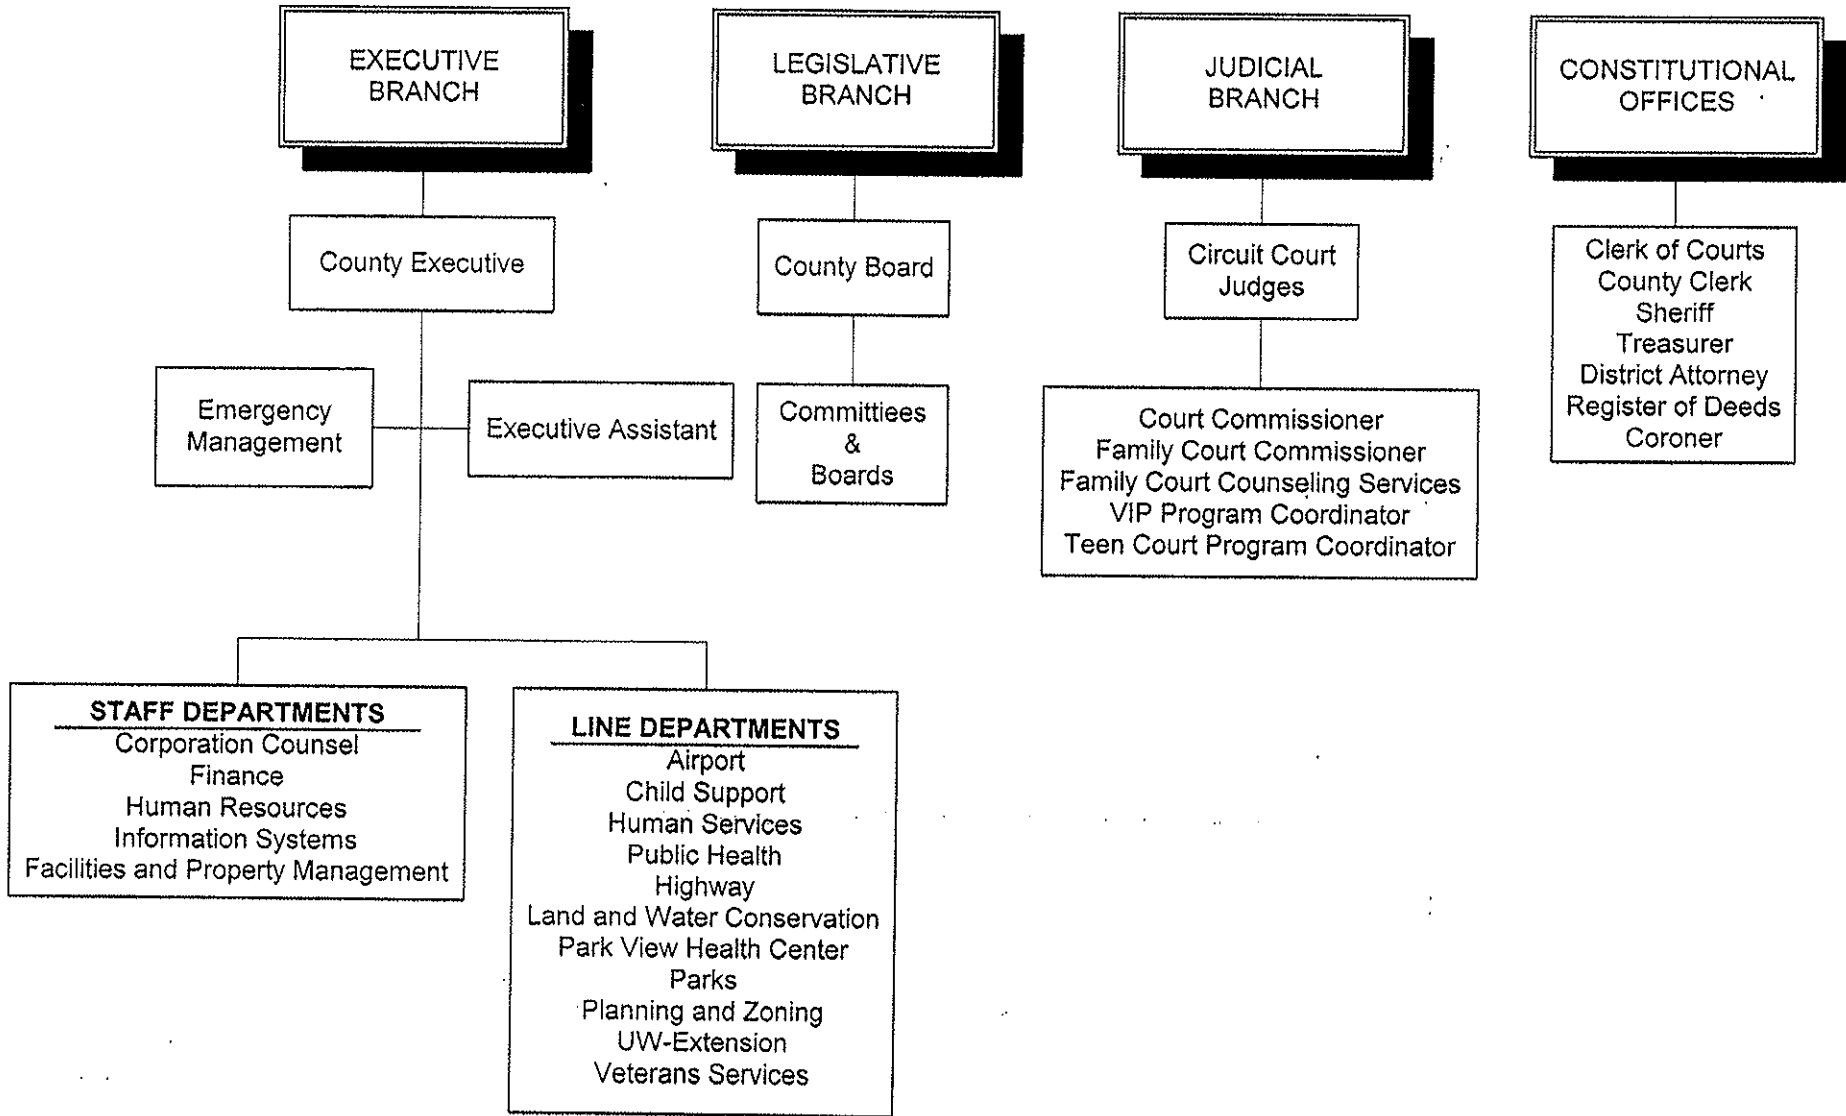 EXECUTIVE
BRANCH
County Executive
Emergency
Management
Executive Assistant
STAFF DEPARTMENTS
Corporation Counsel
Finance
Human Resources
Information Systems
Facilities and Property Management
LINE DEPARTMENTS
Airport
Child Support
Human Services
Public Health
Highway
Land and Water Conservation
Park View Health Center
Parks
Planning and Zoning
UW-Extension
Veterans Services
LEGISLATIVE
BRANCH
County Board
Committiees
&
Boards
JUDICIAL
BRANCH
Circuit Court
Judges
Court Commissioner
Family Court Commissioner
Family Court Counseling Services
VIP Program Coordinator
Teen Court Program Coordinator
CONSTITUTIONAL
OFFICES
Clerk of Courts
County Clerk
Sheriff
Treasurer
District Attorney
Register of Deeds
Coroner